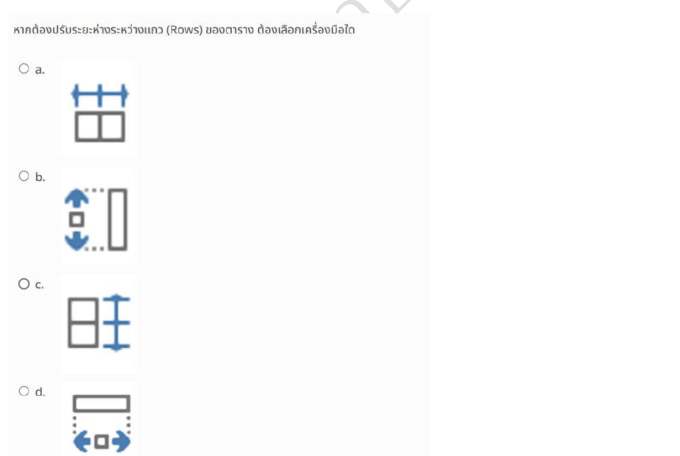 หากต้องปรับระยะห่างระหว่างแถว (Rows) ของตาราง ต้องเลือกเครื่องมือใด
a.
b.
c.
d.